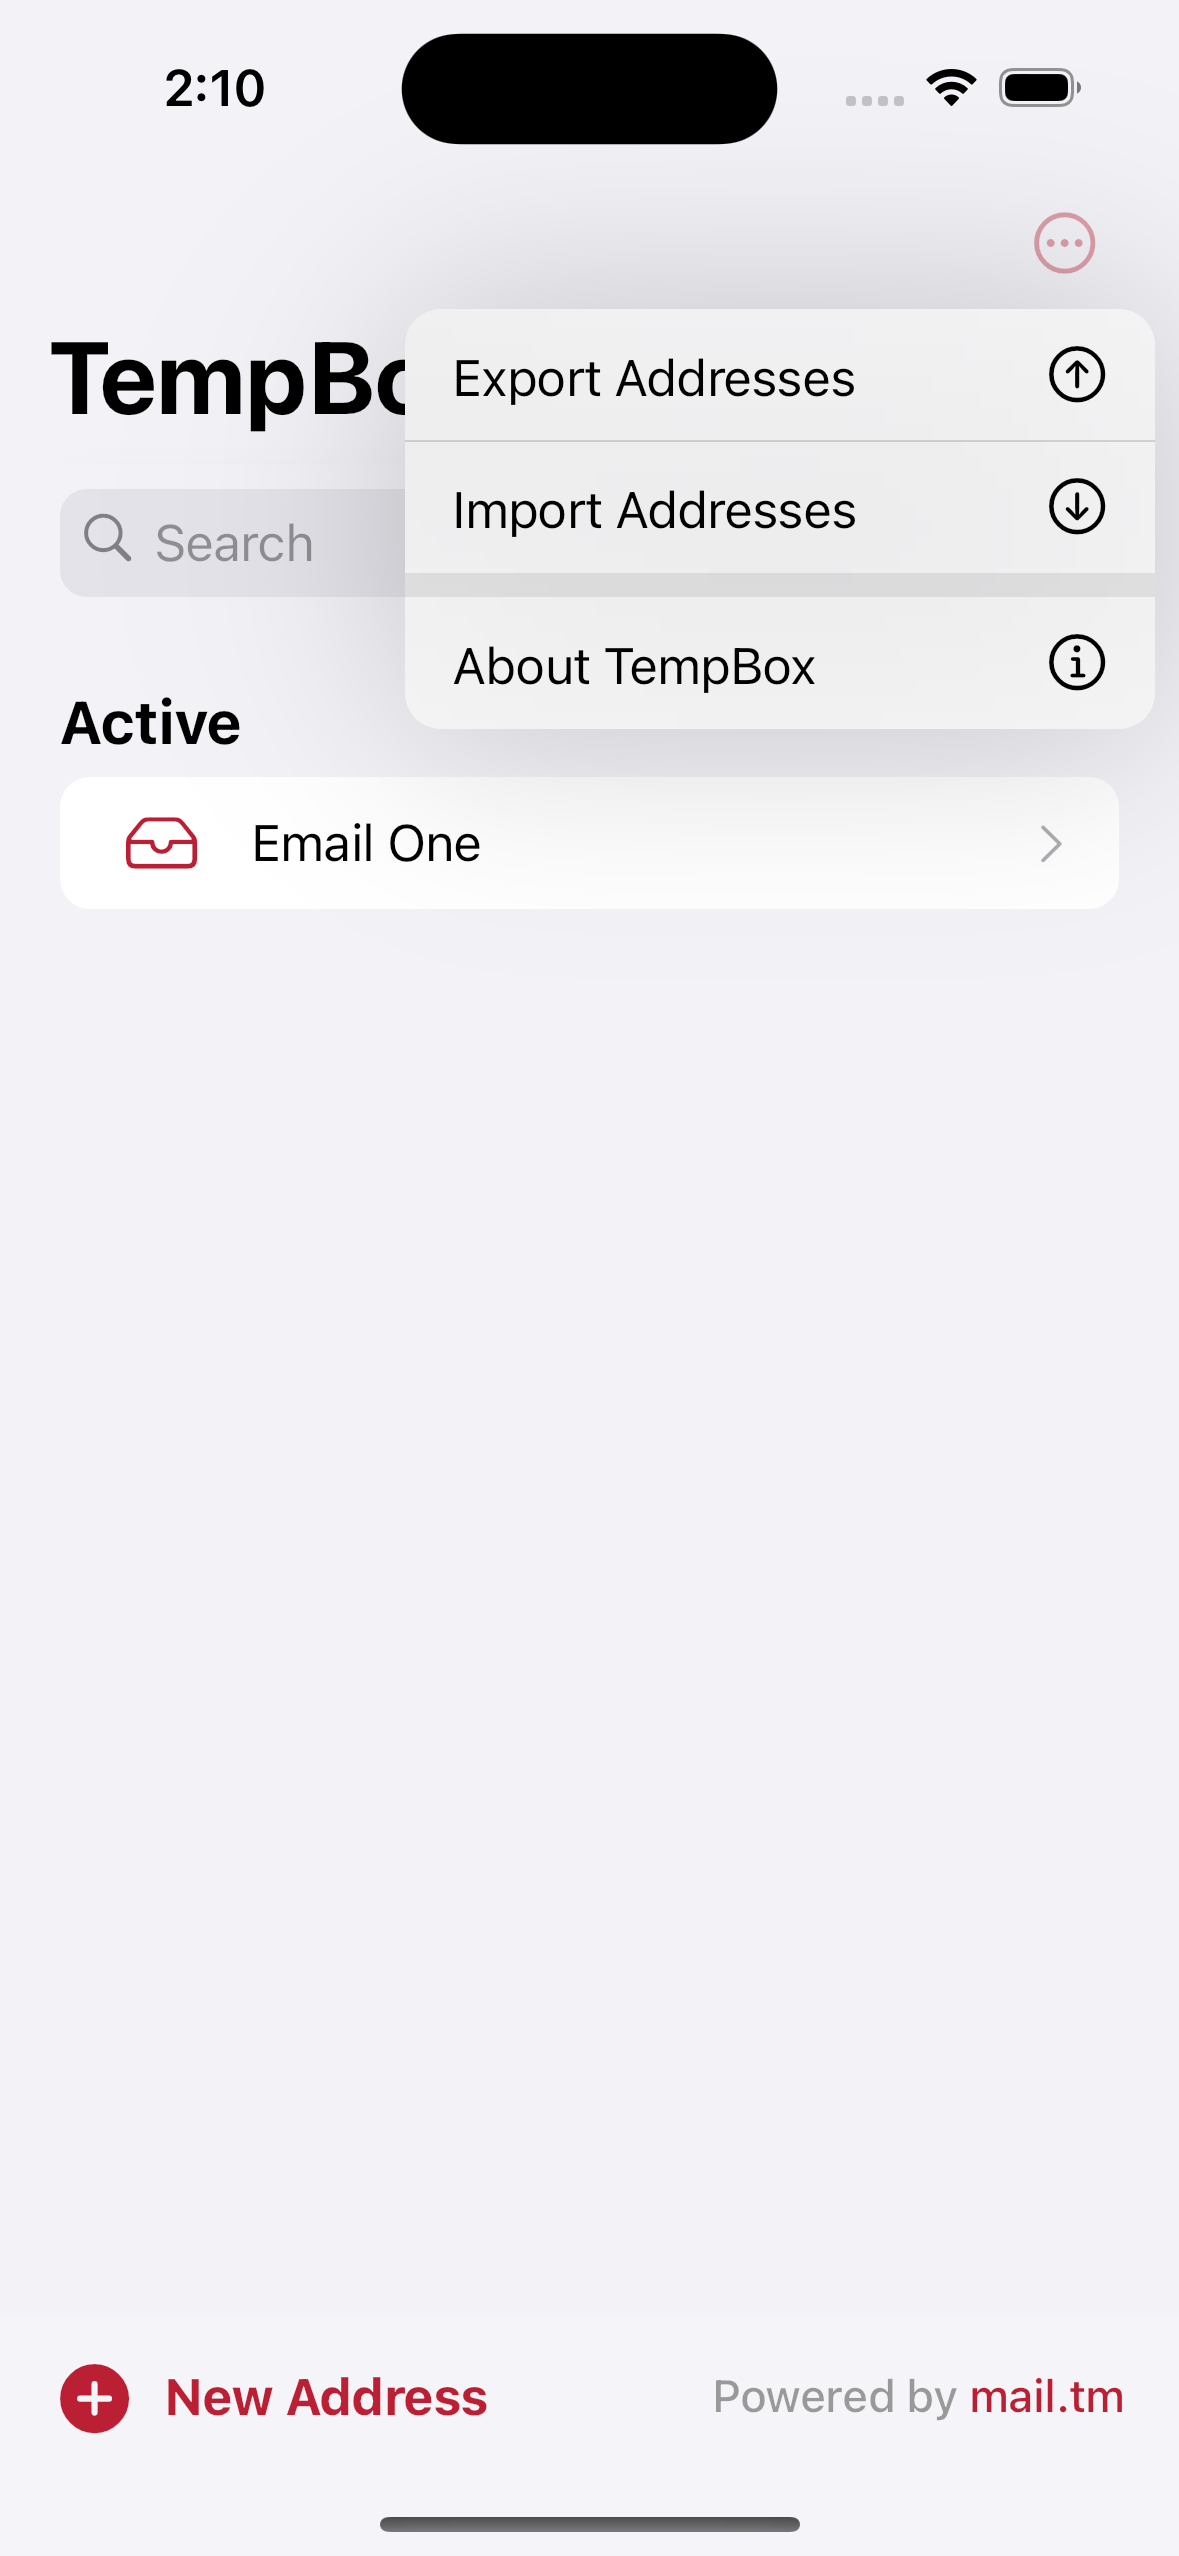 2:10
TempBo
Export Addresses
Import Addresses
About TempBox
Search
Active
Email One
New Address
Powered by mail.tm